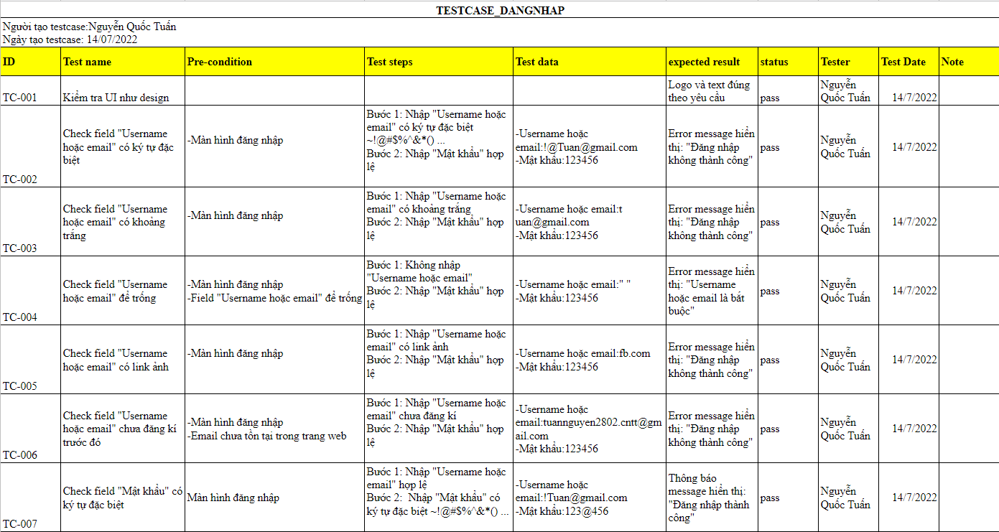 TESTCASE_DANGNHAP
Người tạo testcase:Nguyễn Quốc Tuấn
Ngày tạo testcase: 14/07/2022
ID Test name Pre-condition Test steps Test data expected result status Tester Test Date Note
TC-001
Kiểm tra UI như design
Logo và text đúng
theo yêu cầu
pass
Nguyễn
Quốc Tuấn
14/7/2022
TC-002
Check field "Username
hoặc email" có ký tự đặc
biệt
-Màn hình đăng nhập
Bước 1: Nhập "Username hoặc
email" có ký tự đặc biệt
~!@#$%^&*() ...
Bước 2: Nhập "Mật khẩu" hợp
lệ
-Username hoặc
email:!@Tuan@gmail.com
-Mật khẩu:123456
Error message hiển
thị: "Đăng nhập
không thành công"
pass
Nguyễn
Quốc Tuấn
14/7/2022
TC-003
Check field "Username
hoặc email" có khoảng
trắng
-Màn hình đăng nhập
Bước 1: Nhập "Username hoặc
email" có khoảng trắng
Bước 2: Nhập "Mật khẩu" hợp
lệ
-Username hoặc email:t
uan@gmail.com
-Mật khẩu:123456
Error message hiển
thị: "Đăng nhập
không thành công"
pass
Nguyễn
Quốc Tuấn
14/7/2022
TC-004
Check field "Username
hoặc email" để trống
-Màn hình đăng nhập
-Field "Username hoặc email" để trống
Bước 1: Không nhập
"Username hoặc email"
Bước 2: Nhập "Mật khẩu" hợp
lệ
-Username hoặc email:" "
-Mật khẩu:123456
Error message hiển
thị: "Username
hoặc email là bắt
buộc"
pass
Nguyễn
Quốc Tuấn
14/7/2022
TC-005
Check field "Username
hoặc email" có link ảnh
-Màn hình đăng nhập
Bước 1: Nhập "Username hoặc
email" có link ảnh
Bước 2: Nhập "Mật khẩu" hợp
lệ
-Username hoặc email:fb.com
-Mật khẩu:123456
Error message hiển
thị: "Đăng nhập
không thành công"
pass
Nguyễn
Quốc Tuấn
14/7/2022
TC-006
Check field "Username
hoặc email" chưa đăng kí
trước đó
-Màn hình đăng nhập
-Email chưa tồn tại trong trang web
Bước 1: Nhập "Username hoặc
email" chưa đăng kí
Bước 2: Nhập "Mật khẩu" hợp
lệ
-Username hoặc
email:tuannguyen2802.cntt@gm
ail.com
-Mật khẩu:123456
Error message hiển
thị: "Đăng nhập
không thành công"
pass
Nguyễn
Quốc Tuấn
14/7/2022
TC-007
Check field "Mật khẩu" có
ký tự đặc biệt
Màn hình đăng nhập
Bước 1: Nhập "Username hoặc
email" hợp lệ
Bước 2:  Nhập "Mật khẩu" có
ký tự đặc biệt ~!@#$%^&*() ...
-Username hoặc
email:!Tuan@gmail.com
-Mật khẩu:123@456
Thông báo
message hiển thị:
"Đăng nhập thành
công"
pass
Nguyễn
Quốc Tuấn
14/7/2022